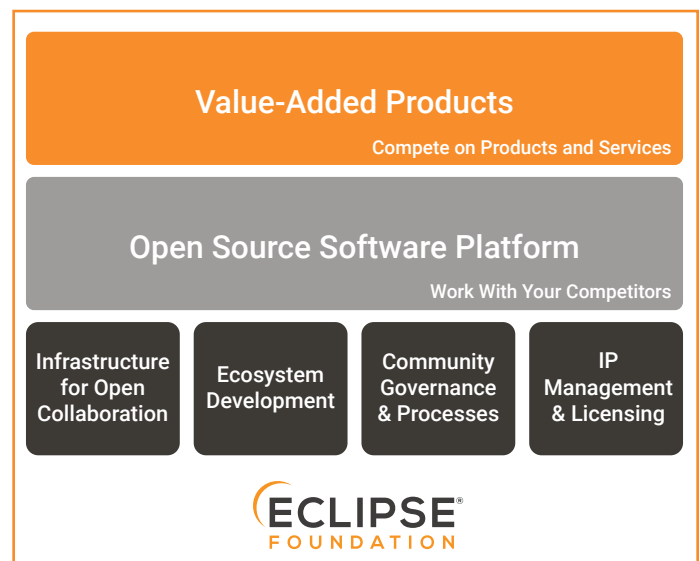 Value-Added Products
Compete on Products and Services
Open Source Software Platform
Work With Your Competitors
Infrastructure
for Open
Collaboration
Ecosystem
Development
Community
Governance
& Processes
IP
Management
& Licensing
ECLIPSE®
FOUNDATION